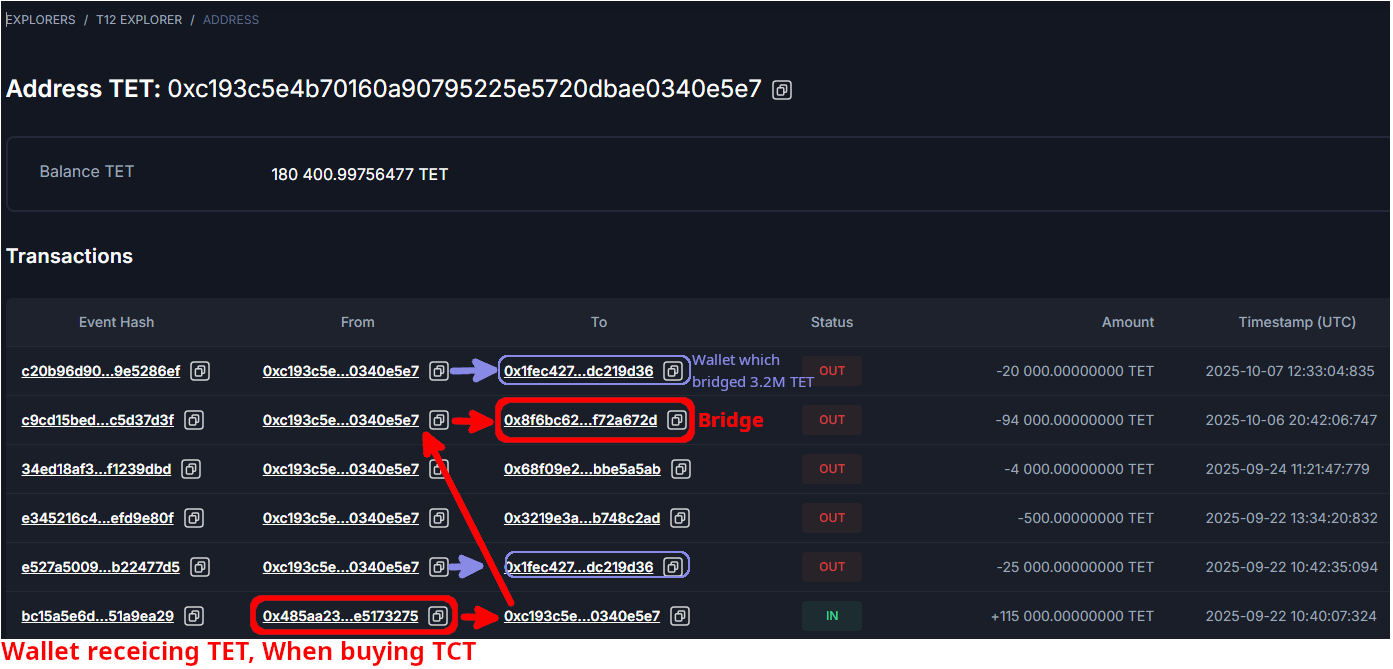 EXPLORERS / T12 EXPLORER / ADDRESS
Address TET: 0xc193c5e4b70160a90795225e5720dbae0340e5e7
Balance TET 180 400.99756477 TET
Transactions
Event Hash From To Status Amount Timestamp (UTC)
c20b96d90...9e5286ef 0xc193c5e...0340e5e7 0x1fec427...dc219d36 Wallet which bridged 3.2M TET OUT -20 000.00000000 TET 2025-10-07 12:33:04:835
c9cd15bed...c5d37d3f 0xc193c5e...0340e5e7 0x8f6bc62...f72a672d Bridge OUT -94 000.00000000 TET 2025-10-06 20:42:06:747
34ed18af3...f1239dbd 0xc193c5e...0340e5e7 0x68f09e2...bbe5a5ab OUT -4 000.00000000 TET 2025-09-24 11:21:47:779
e345216c4...efd9e80f 0xc193c5e...0340e5e7 0x3219e3a...b748c2ad OUT -500.00000000 TET 2025-09-22 13:34:20:832
e527a5009...b22477d5 0xc193c5e...0340e5e7 0x1fec427...dc219d36 OUT -25 000.00000000 TET 2025-09-22 10:42:35:094
bc15a5e6d...51a9ea29 0x485aa23...e5173275 0xc193c5e...0340e5e7 IN +115 000.00000000 TET 2025-09-22 10:40:07:324
Wallet receicing TET, When buying TCT